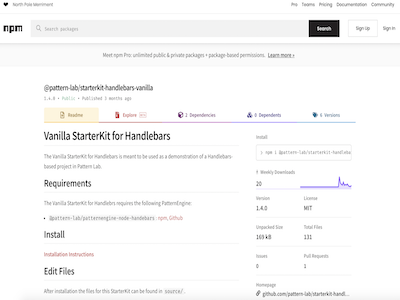 North Pole Merriment
Pro Teams Pricing Documentation Community
npm
Search packages
Search
Sign Up
Sign In
Meet npm Pro: unlimited public & private packages + package-based permissions. Learn more »
@pattern-lab/starterkit-handlebars-vanilla
1.4.0 • Public • Published 3 months ago
Readme
Explore BETA
2 Dependencies
0 Dependents
6 Versions
Vanilla StarterKit for Handlebars
The Vanilla StarterKit for Handlebars is meant to be used as a demonstration of a Handlebars-
based project in Pattern Lab.
Requirements
The Vanilla StarterKit for Handlebrs requires the following PatternEngine:
@pattern-lab/patternengine-node-handlebars: npm, Github
Install
Installation Instructions
Edit Files
After installation the files for this StarterKit can be found in source/.
Install
> npm i @pattern-lab/starterkit-handleba
Weekly Downloads
20
Version
1.4.0
License
MIT
Unpacked Size
169 kB
Total Files
131
Issues
0
Pull Requests
1
Homepage
github.com/pattern-lab/starterkit-handl...